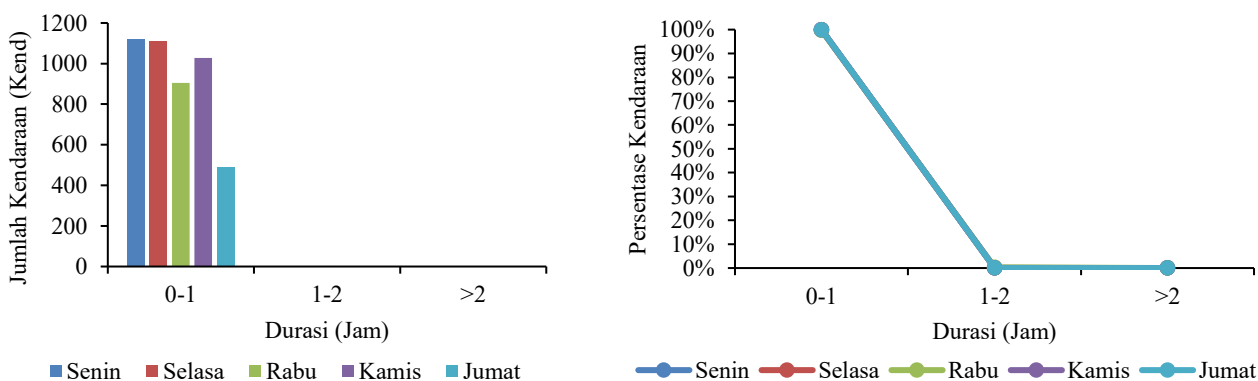 Jumlah Kendaraan (Kend)
1200
1000
800
600
400
200
0
0-1
1-2
>2
Durasi (Jam)
Senin
Selasa
Rabu
Kamis
Jumat
Persentase Kendaraan
100%
90%
80%
70%
60%
50%
40%
30%
20%
10%
0%
0-1
1-2
>2
Durasi (Jam)
Senin
Selasa
Rabu
Kamis
Jumat